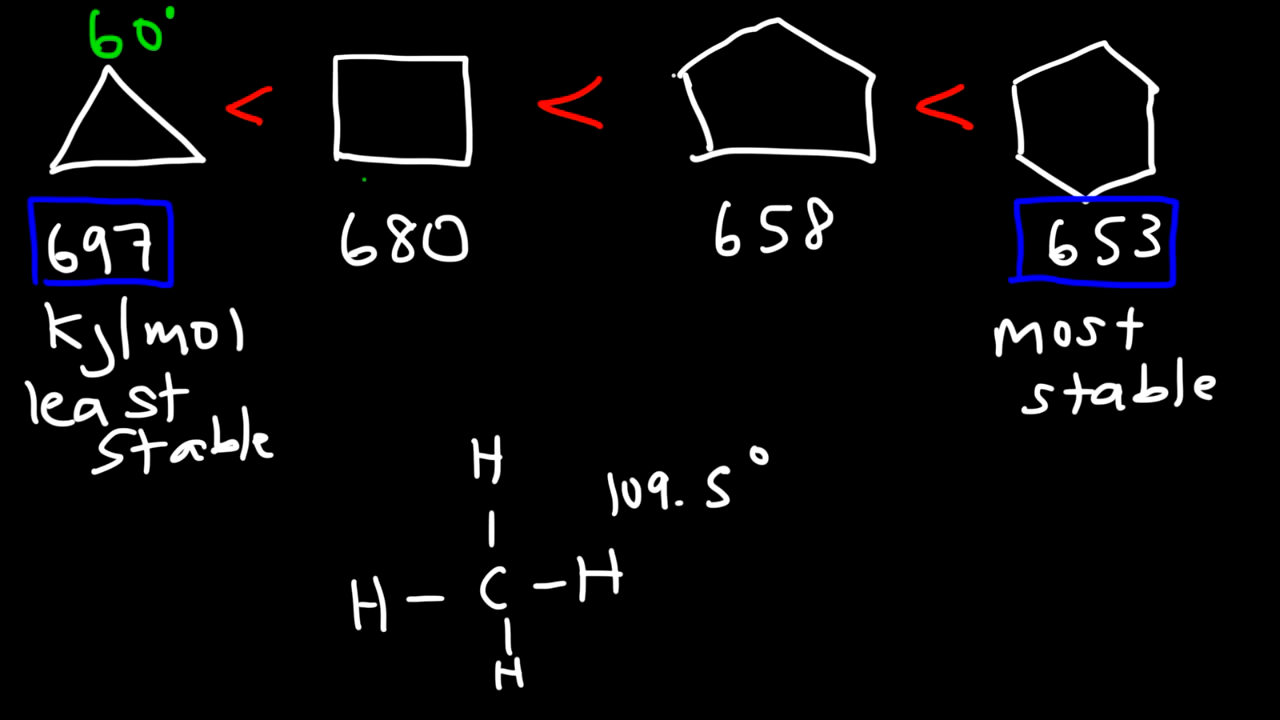 60°
< < <
697 680 658 653
kj/mol
least
stable
most
stable
H
109.5°
H - C - H
H